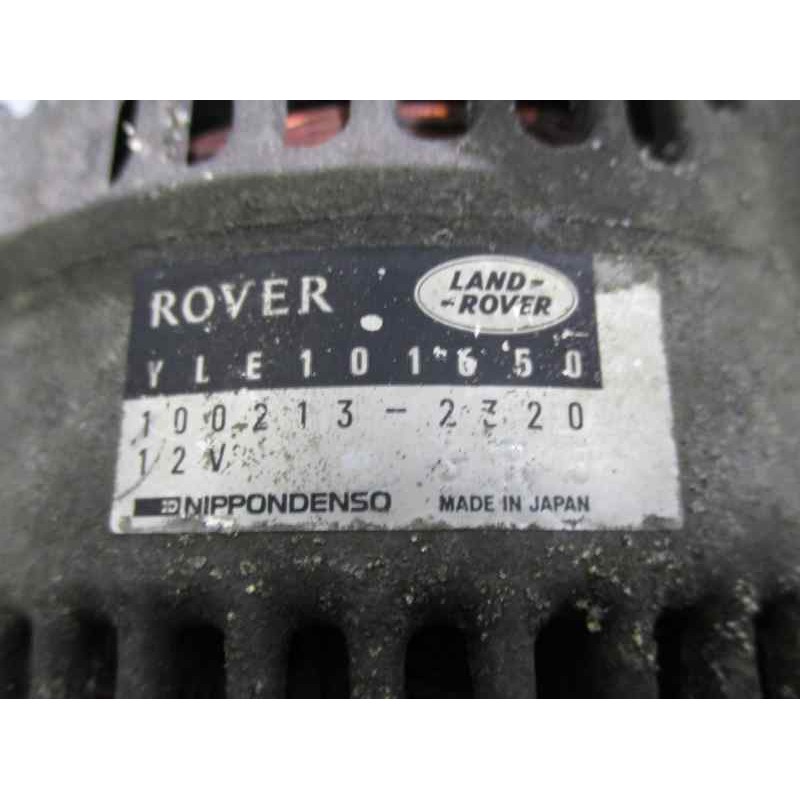 ROVER
LAND-
-ROVER
YLE101650
100213-2320
12V
NIPPONDENSO MADE IN JAPAN